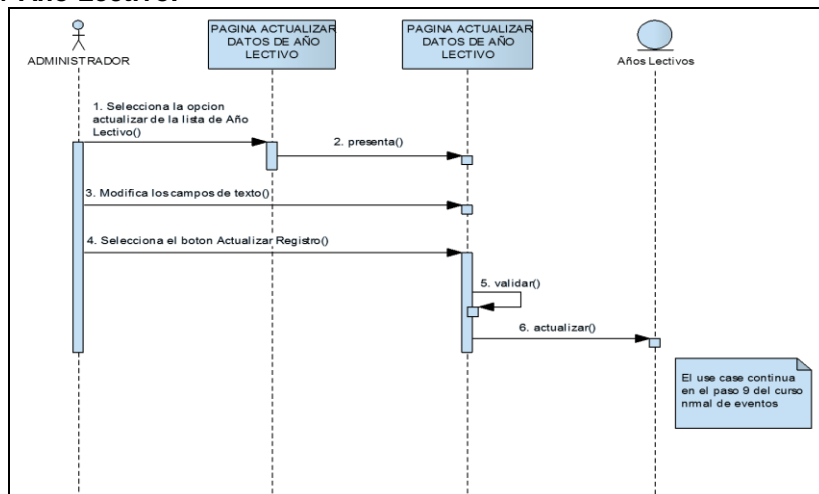 PAGINA ACTUALIZAR
DATOS DE AÑO
LECTIVO
PAGINA ACTUALIZAR
DATOS DE AÑO
LECTIVO
ADMINISTRADOR
Años Lectivos
1. Selecciona la opcion
actualizar de la lista de Año
Lectivo()
2. presenta()
3. Modifica los campos de texto()
4. Selecciona el boton Actualizar Registro()
5. validar()
6. actualizar()
El use case continua
en el paso 9 del curso
nrmal de eventos